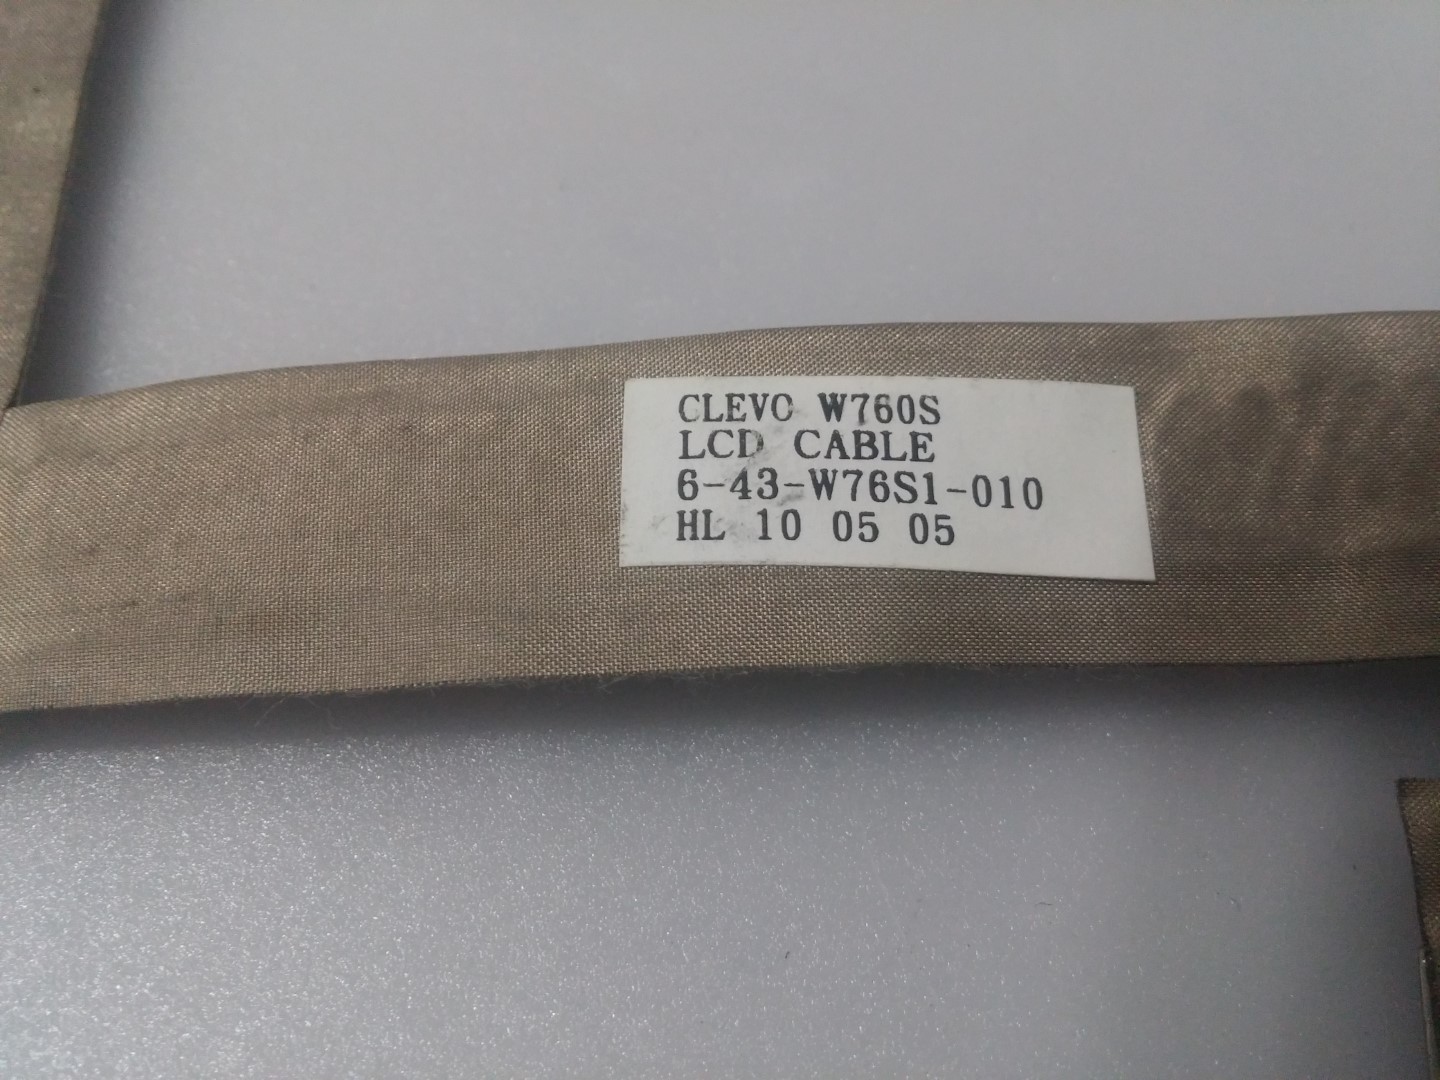 CLEVO W760S
LCD CABLE
6-43-W76S1-010
HL 10 05 05